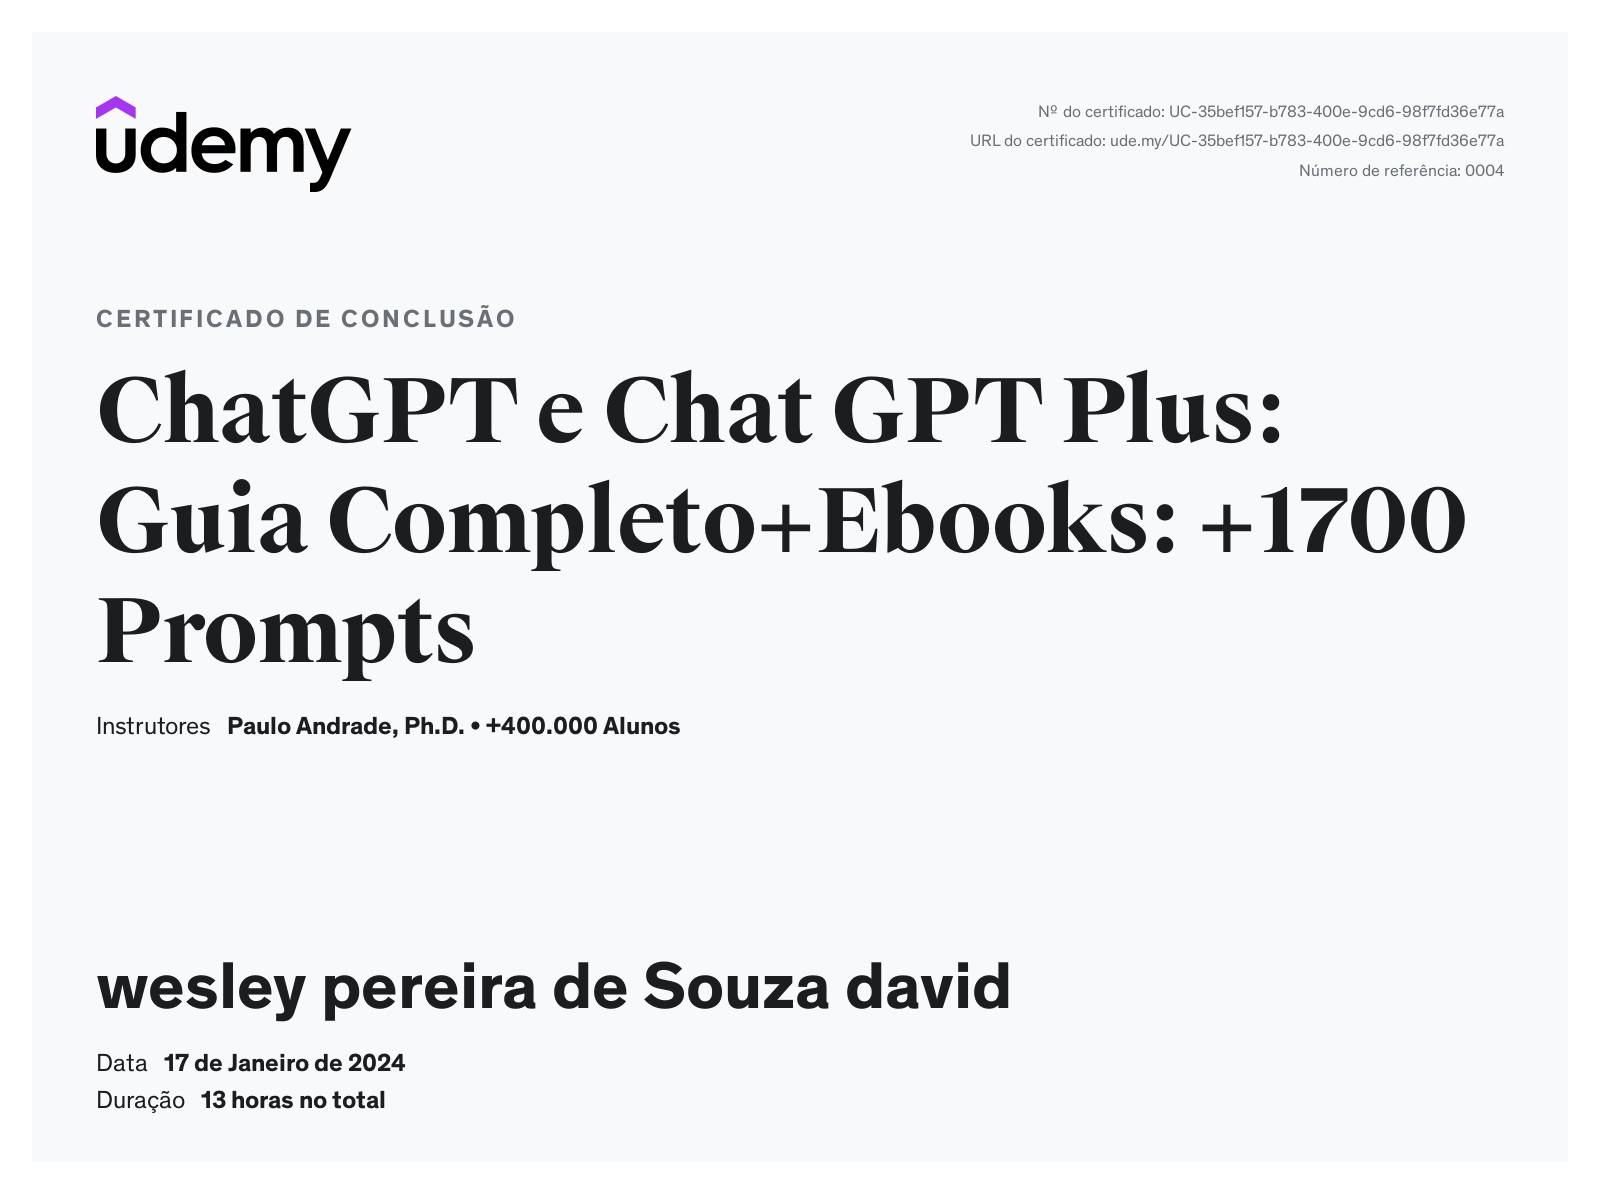 udemy
Nº do certificado: UC-35bef157-b783-400e-9cd6-98f7fd36e77a
URL do certificado: ude.my/UC-35bef157-b783-400e-9cd6-98f7fd36e77a
Número de referência: 0004
CERTIFICADO DE CONCLUSÃO
ChatGPT e Chat GPT Plus:
Guia Completo+Ebooks: +1700
Prompts
Instrutores Paulo Andrade, Ph.D. • +400.000 Alunos
wesley pereira de Souza david
Data 17 de Janeiro de 2024
Duração 13 horas no total